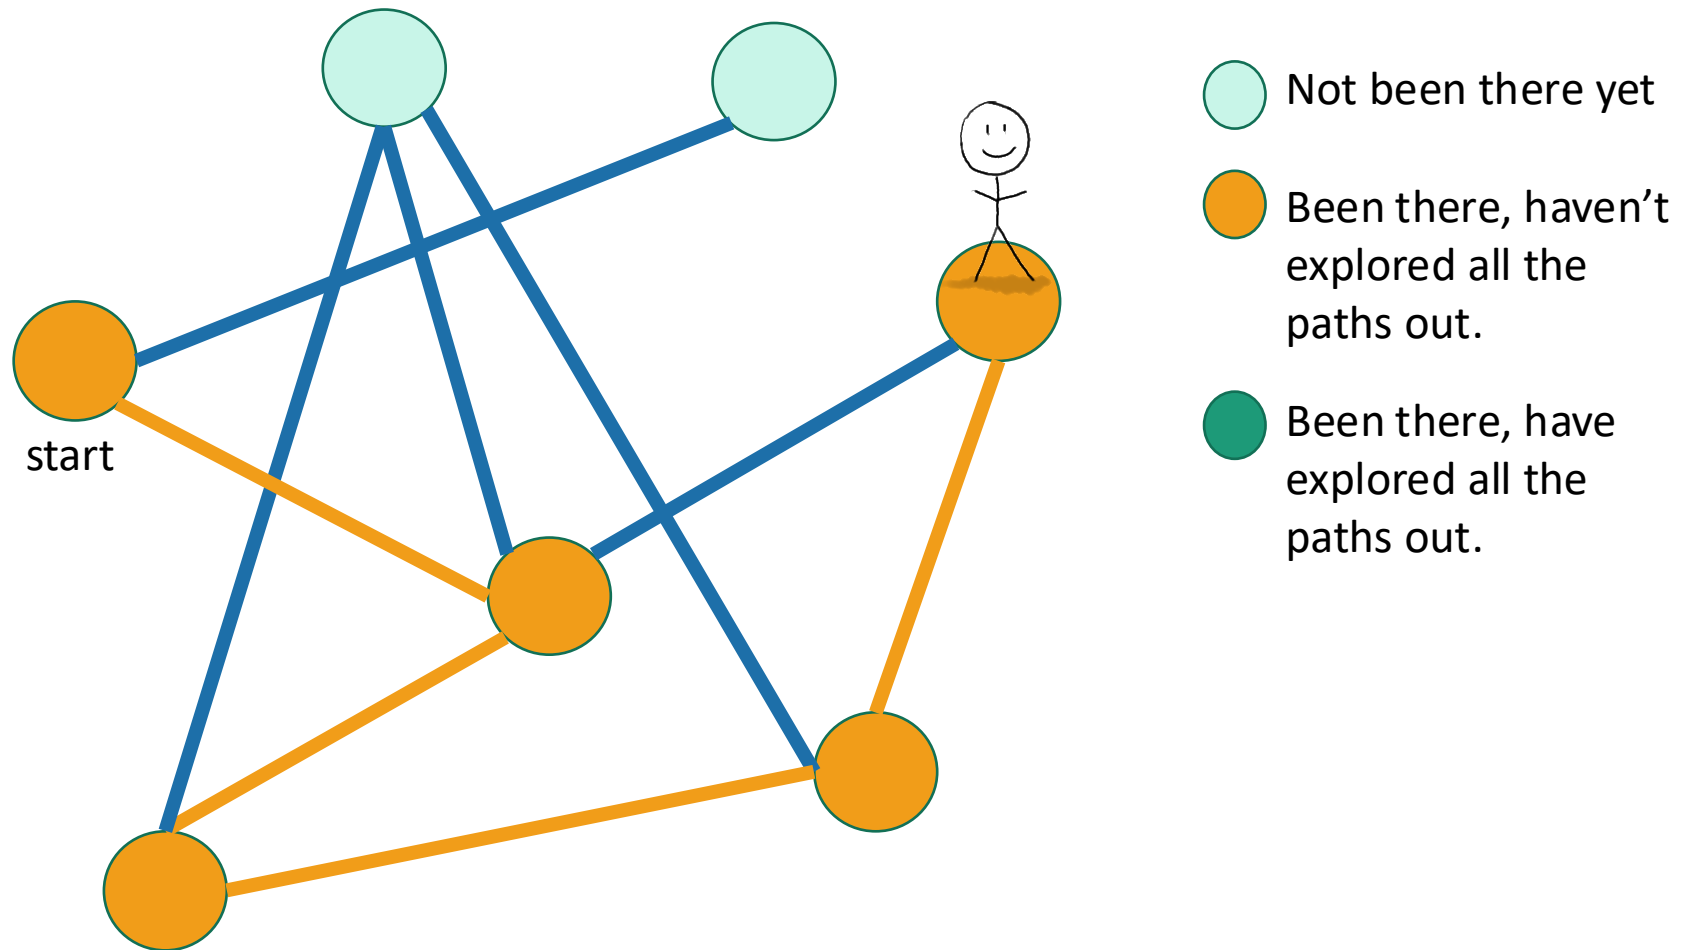 Not been there yet
Been there, haven’t
explored all the
paths out.
start
Been there, have
explored all the
paths out.